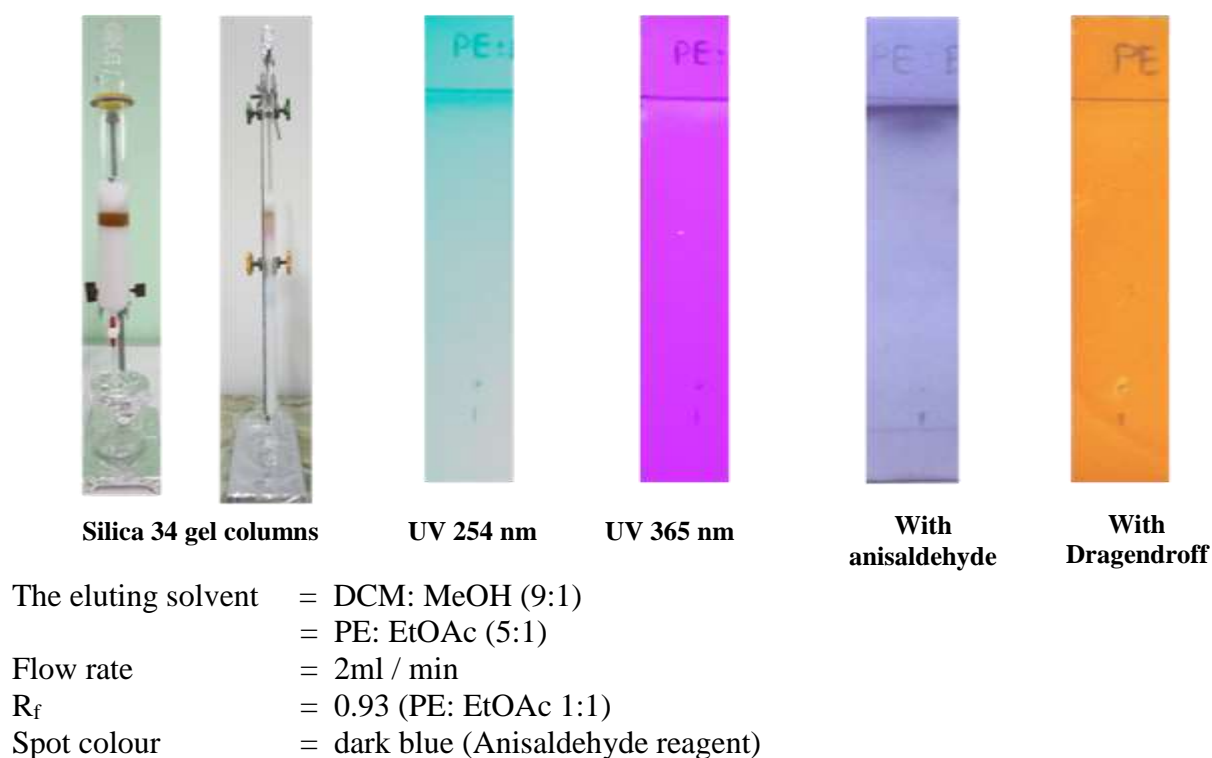 PE:
PE:
PE E
PE
Silica 34 gel columns
UV 254 nm
UV 365 nm
With
anisaldehyde
With
Dragendroff
The eluting solvent = DCM: MeOH (9:1)
= PE: EtOAc (5:1)
Flow rate = 2ml / min
Rf = 0.93 (PE: EtOAc 1:1)
Spot colour = dark blue (Anisaldehyde reagent)